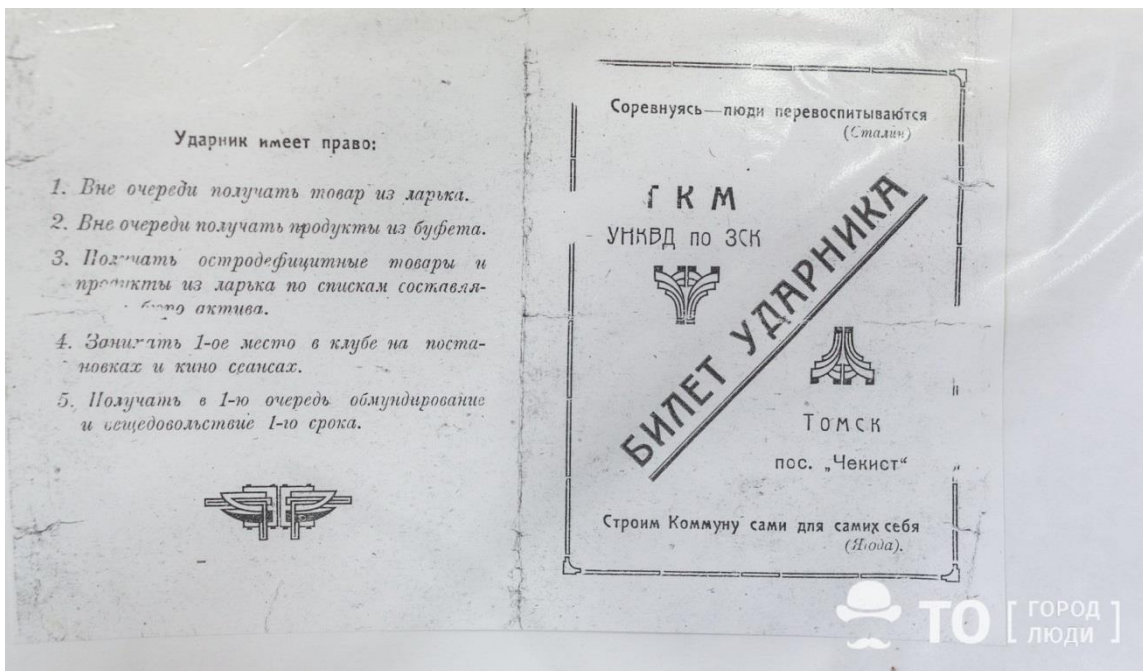 Ударник имеет право:
1. Вне очереди получать товар из ларька.
2. Вне очереди получать продукты из буфета.
3. Получать остродефицитные товары и
продукты из ларька по спискам составля-
бюро актива.
4. Занимать 1-ое место в клубе на поста-
новках и кино сеансах.
5. Получать в 1-ю очередь обмундирование
и вещедовольствие 1-го срока.
Соревнуясь—люди перевоспитываются
(Сталин)
ТКМ
УНКВД по ЗСК
БИЛЕТ УДАРНИКА
Томск
пос. „Чекист“
Строим Коммуну сами для самих себя
(Ягода).
ТО [ ГОРОД
ЛЮДИ ]